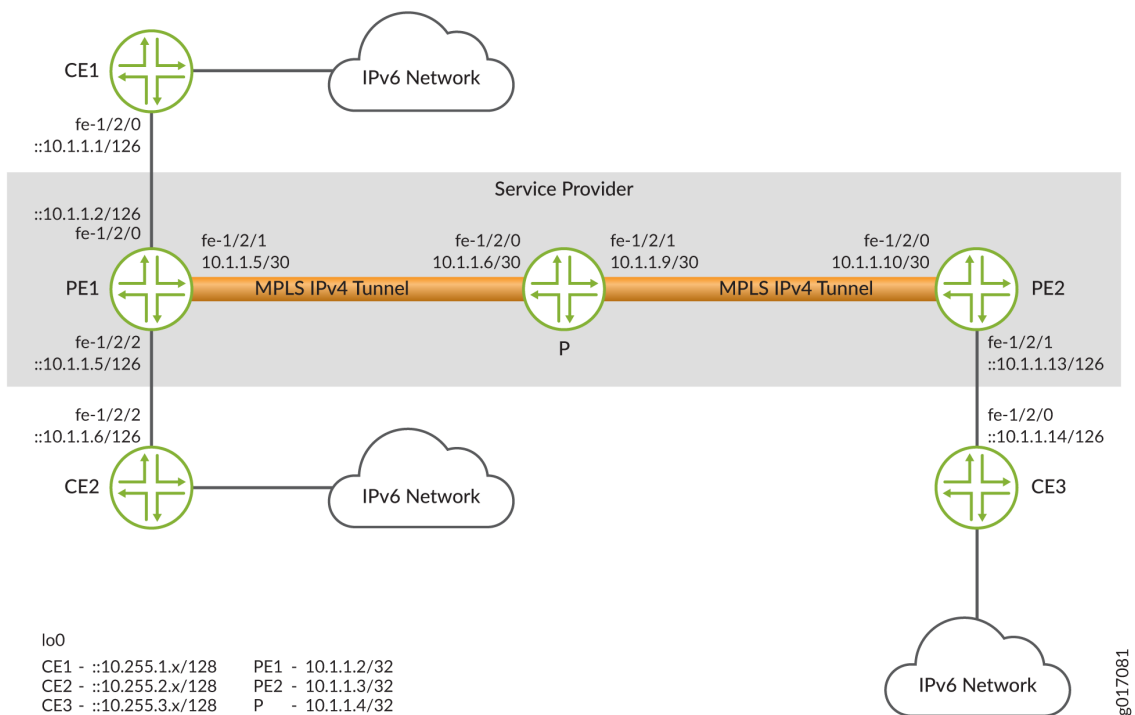 CE1
IPv6 Network
fe-1/2/0
::10.1.1.1/126
Service Provider
::10.1.1.2/126
fe-1/2/0
fe-1/2/1
10.1.1.5/30
fe-1/2/0
10.1.1.6/30
fe-1/2/1
10.1.1.9/30
fe-1/2/0
10.1.1.10/30
PE1
MPLS IPv4 Tunnel
MPLS IPv4 Tunnel
PE2
P
fe-1/2/2
::10.1.1.5/126
fe-1/2/1
::10.1.1.13/126
fe-1/2/2
::10.1.1.6/126
fe-1/2/0
::10.1.1.14/126
CE2
IPv6 Network
CE3
lo0
CE1 - ::10.255.1.x/128 PE1 - 10.1.1.2/32
CE2 - ::10.255.2.x/128 PE2 - 10.1.1.3/32
CE3 - ::10.255.3.x/128 P - 10.1.1.4/32
IPv6 Network
g017081